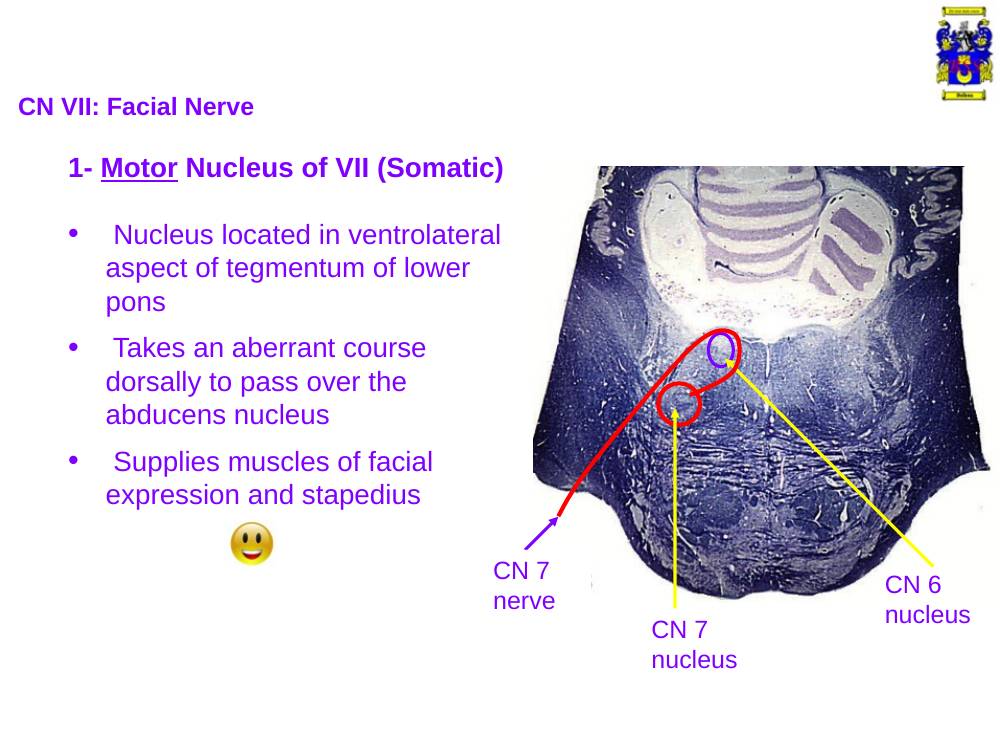 CN VII: Facial Nerve
1- Motor Nucleus of VII (Somatic)
• Nucleus located in ventrolateral
aspect of tegmentum of lower
pons
• Takes an aberrant course
dorsally to pass over the
abducens nucleus
• Supplies muscles of facial
expression and stapedius
CN 7
nerve
CN 7
nucleus
CN 6
nucleus